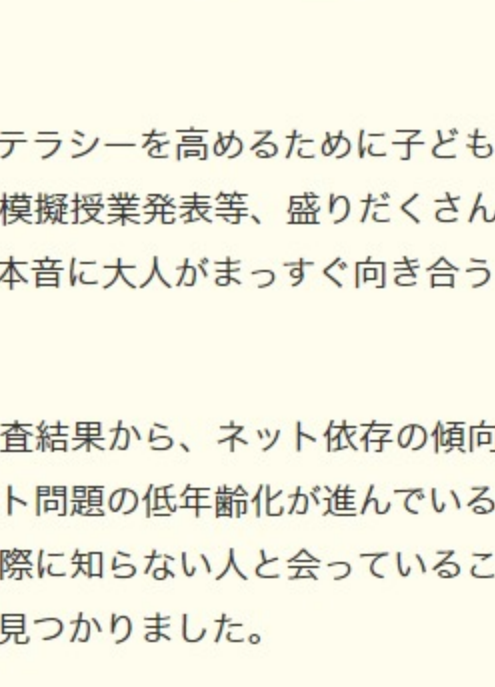 テラシーを高めるために子ども
模擬授業発表等、盛りだくさん
本音に大人がまっすぐ向き合う
査結果から、ネット依存の傾向
ト問題の低年齢化が進んでいる
際に知らない人と会っているこ
見つかりました。